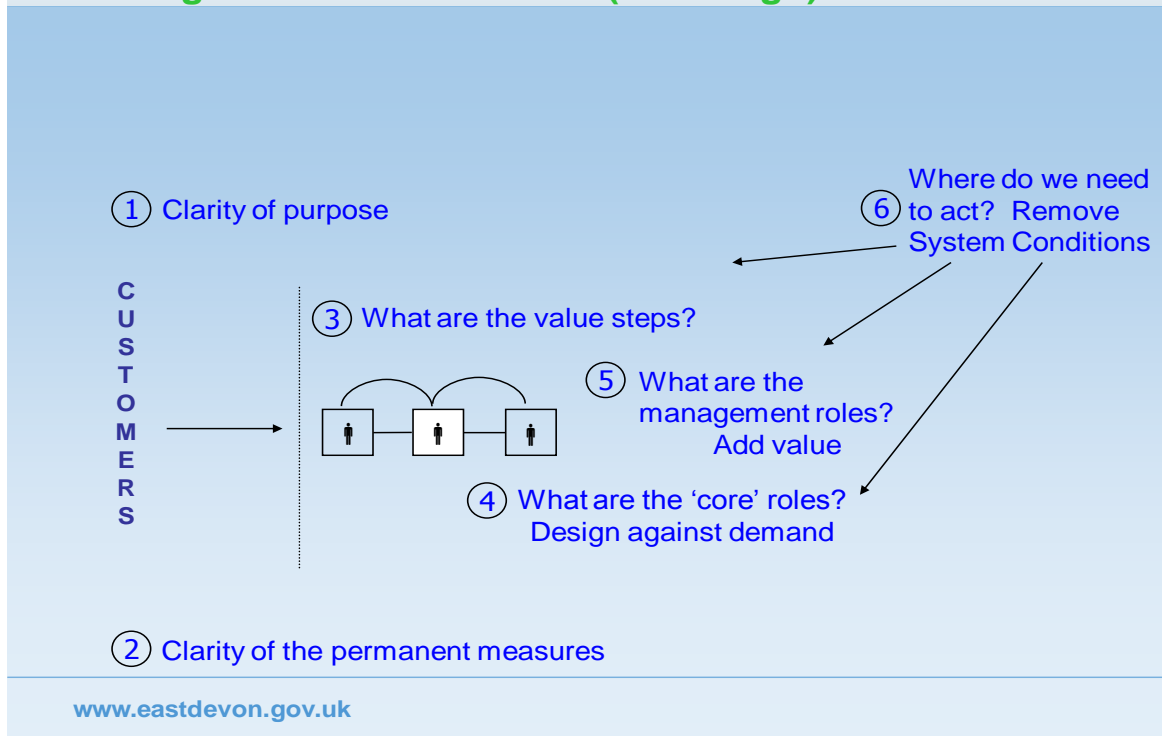 1 Clarity of purpose
Where do we need
6 to act? Remove
System Conditions
CUSTOMERS
3 What are the value steps?
5 What are the
management roles?
Add value
4 What are the ‘core’ roles?
Design against demand
2 Clarity of the permanent measures
www.eastdevon.gov.uk